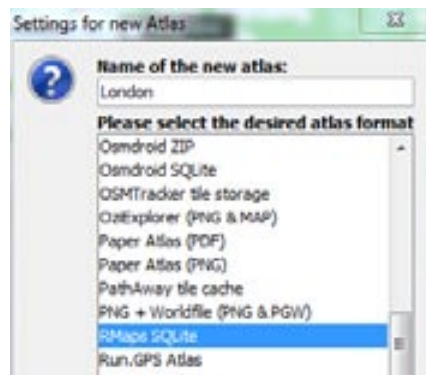 Settings for new Atlas
Name of the new atlas:
London
Please select the desired atlas format
Osmdroid ZIP
Osmdroid SQLite
OSMTracker tile storage
OziExplorer (PNG & MAP)
Paper Atlas (PDF)
Paper Atlas (PNG)
PathAway tile cache
PNG + Worldfile (PNG & PGW)
RMaps SQLite
Run.GPS Atlas